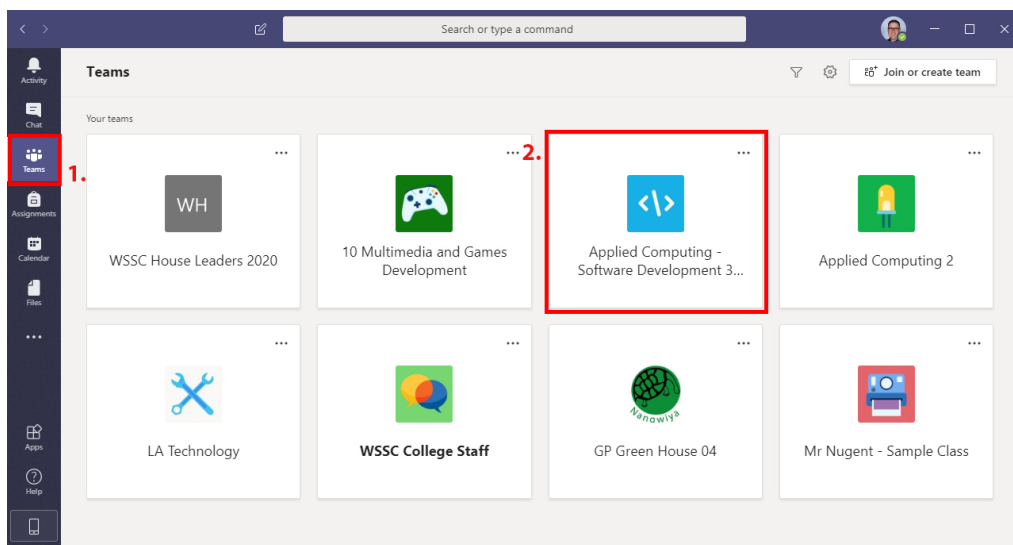 Search or type a command
Activity
Chat
Teams
Assignments
Calendar
Files
Apps
Help
1.
Teams
Join or create team
Your teams
WH
WSSC House Leaders 2020
10 Multimedia and Games
Development
2.
Applied Computing -
Software Development 3...
Applied Computing 2
LA Technology
WSSC College Staff
Nanowiya
GP Green House 04
Mr Nugent - Sample Class